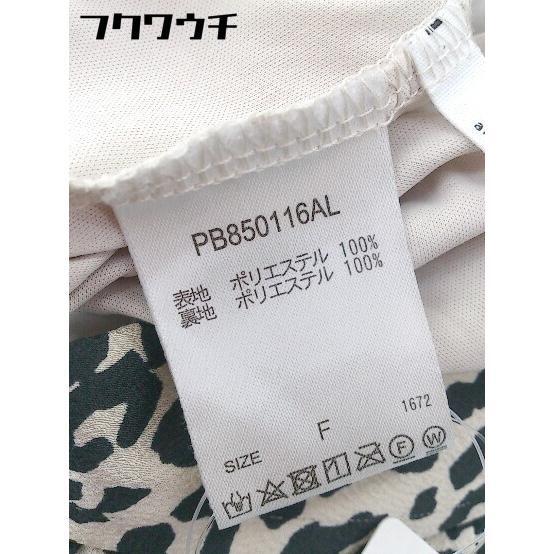 フクワウチ
PB850116AL
表地 ポリエステル 100%
裏地 ポリエステル 100%
SIZE F 1672
F W